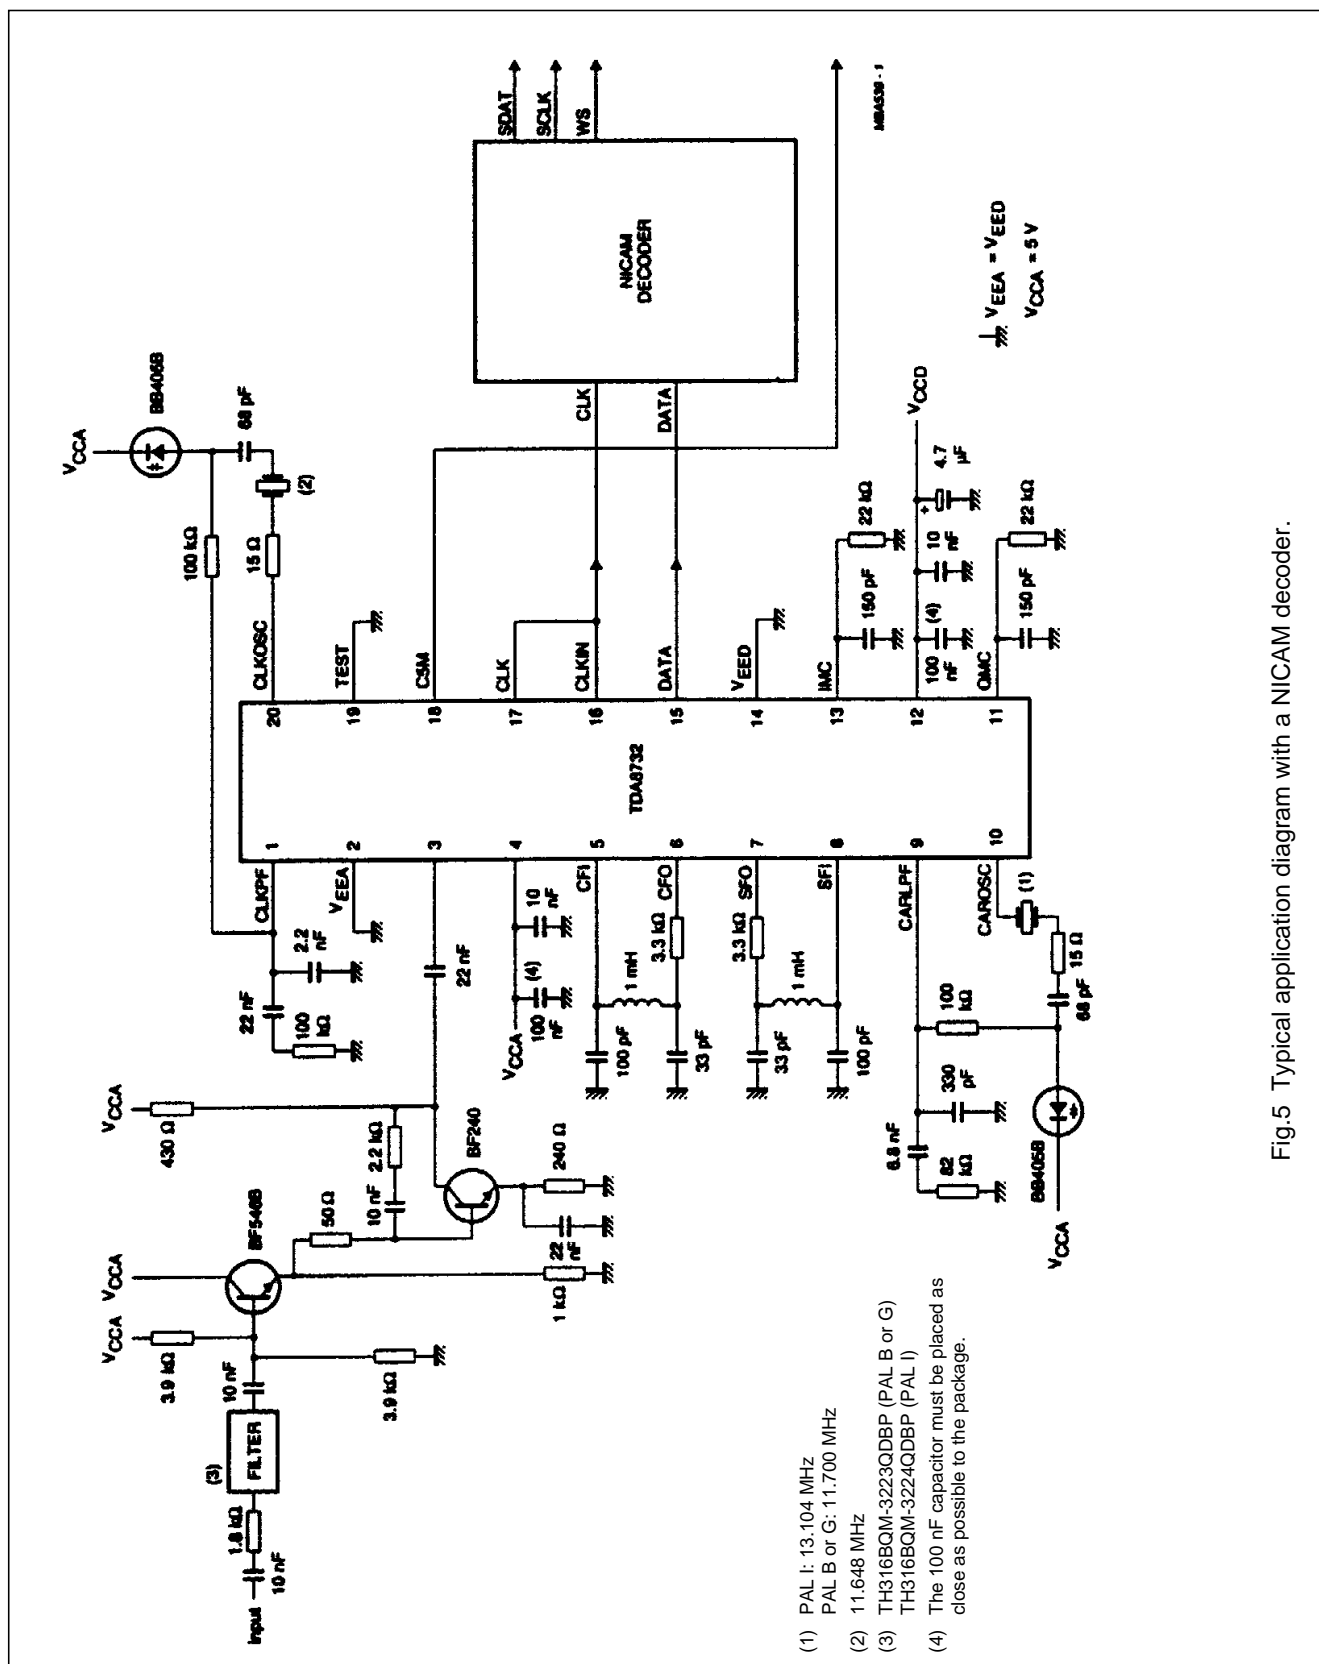 Input
10 nF
1.8 kΩ
(3)
FILTER
10 nF
3.9 kΩ
VCCA
3.9 kΩ
VCCA
BF546B
50 Ω
1 kΩ
10 nF
2.2 kΩ
22 nF
BF240
240 Ω
430 Ω
VCCA
22 nF
100 kΩ
22 nF
2.2 nF
CLKPF
VEEA
VCCA
100 nF
(4)
10 nF
CFI
CFO
SFO
SFI
CARLPF
CAROSC
100 pF
1 mH
33 pF
3.3 kΩ
33 pF
3.3 kΩ
1 mH
100 pF
6.8 nF
82 kΩ
330 pF
100 kΩ
(1)
15 Ω
68 pF
BB405B
VCCA
1
2
3
4
5
6
7
8
9
10
TDA8732
20
19
18
17
16
15
14
13
12
11
CLKOSC
TEST
CSM
CLK
CLKIN
DATA
VEED
IMC
QMC
100 kΩ
15 Ω
(2)
68 pF
BB405B
VCCA
150 pF
22 kΩ
100 nF
(4)
10 nF
4.7 µF
+
VCCD
150 pF
22 kΩ
CLK
DATA
NICAM
DECODER
SDAT
SCLK
WS
VEEA = VEED
VCCA = 5 V
MBA539 - 1
(1) PAL I: 13.104 MHz
PAL B or G: 11.700 MHz
(2) 11.648 MHz
(3) TH316BQM-3223QDBP (PAL B or G)
TH316BQM-3224QDBP (PAL I)
(4) The 100 nF capacitor must be placed as
close as possible to the package.
Fig.5 Typical application diagram with a NICAM decoder.